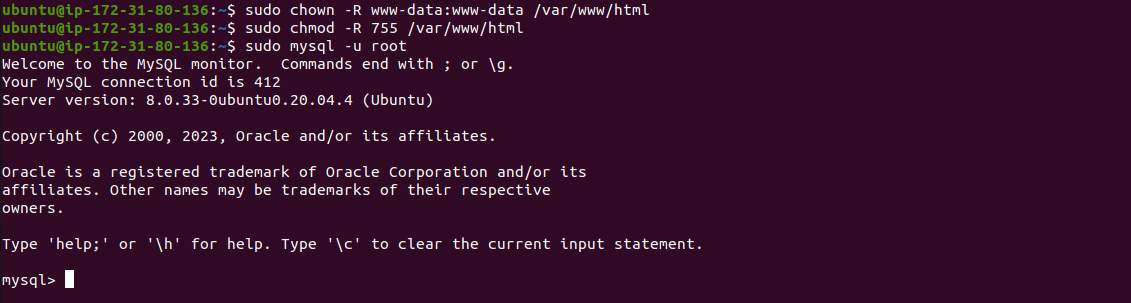 ubuntu@ip-172-31-80-136:~$ sudo chown -R www-data:www-data /var/www/html
ubuntu@ip-172-31-80-136:~$ sudo chmod -R 755 /var/www/html
ubuntu@ip-172-31-80-136:~$ sudo mysql -u root
Welcome to the MySQL monitor.  Commands end with ; or \g.
Your MySQL connection id is 412
Server version: 8.0.33-0ubuntu0.20.04.4 (Ubuntu)

Copyright (c) 2000, 2023, Oracle and/or its affiliates.

Oracle is a registered trademark of Oracle Corporation and/or its
affiliates. Other names may be trademarks of their respective
owners.

Type 'help;' or '\h' for help. Type '\c' to clear the current input statement.

mysql>